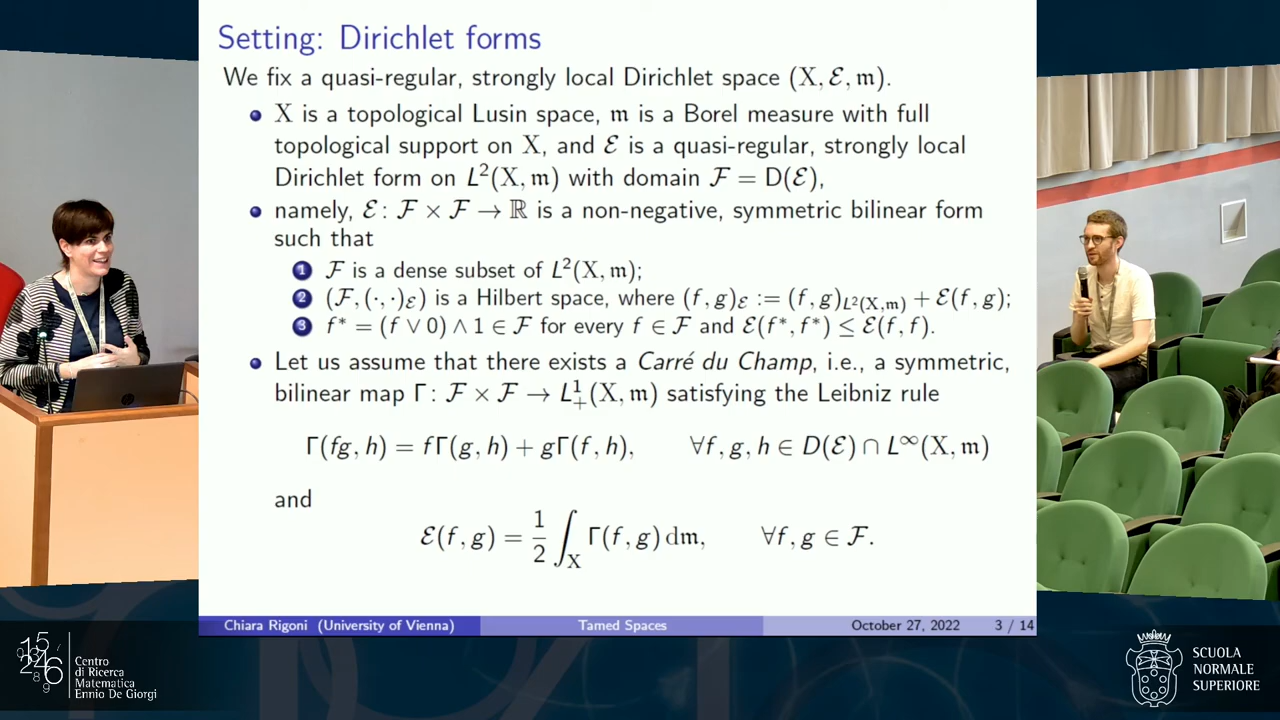 Setting: Dirichlet forms
We fix a quasi-regular, strongly local Dirichlet space (X, ℰ, 𝔪).
X is a topological Lusin space, 𝔪 is a Borel measure with full
topological support on X, and ℰ is a quasi-regular, strongly local
Dirichlet form on L²(X, 𝔪) with domain ℱ = D(ℰ),
namely, ℰ: ℱ × ℱ → ℝ is a non-negative, symmetric bilinear form
such that
1 ℱ is a dense subset of L²(X, 𝔪);
2 (ℱ, (·, ·)_ℰ) is a Hilbert space, where (f, g)_ℰ := (f, g)_{L²(X,𝔪)} + ℰ(f, g);
3 f* = (f ∨ 0) ∧ 1 ∈ ℱ for every f ∈ ℱ and ℰ(f*, f*) ≤ ℰ(f, f).
Let us assume that there exists a Carré du Champ, i.e., a symmetric,
bilinear map Γ: ℱ × ℱ → L¹₊(X, 𝔪) satisfying the Leibniz rule
Γ(fg, h) = fΓ(g, h) + gΓ(f, h), ∀f, g, h ∈ D(ℰ) ∩ L^∞(X, 𝔪)
and
ℰ(f, g) = 1/2 ∫_X Γ(f, g) d𝔪, ∀f, g ∈ ℱ.
Chiara Rigoni (University of Vienna) Tamed Spaces October 27, 2022 3 / 14
Centro
di Ricerca
Matematica
Ennio De Giorgi
SCUOLA
NORMALE
SUPERIORE